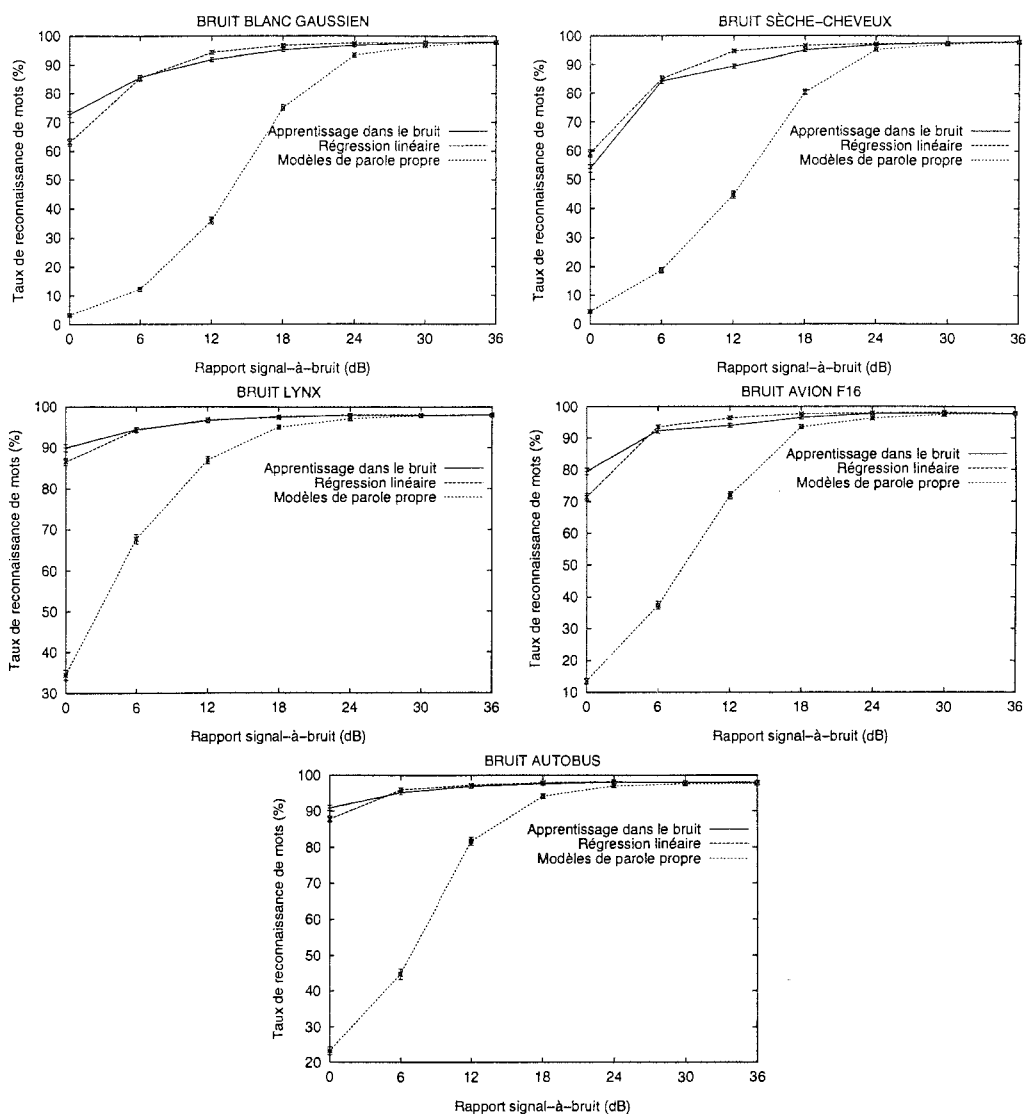 BRUIT BLANC GAUSSIEN
Taux de reconnaissance de mots (%)
100
90
80
70
60
50
40
30
20
10
0
Apprentissage dans le bruit
Régression linéaire
Modèles de parole propre
0 6 12 18 24 30 36
Rapport signal-à-bruit (dB)
BRUIT SÈCHE-CHEVEUX
Taux de reconnaissance de mots (%)
100
90
80
70
60
50
40
30
20
10
0
Apprentissage dans le bruit
Régression linéaire
Modèles de parole propre
0 6 12 18 24 30 36
Rapport signal-à-bruit (dB)
BRUIT LYNX
Taux de reconnaissance de mots (%)
100
90
80
70
60
50
40
30
Apprentissage dans le bruit
Régression linéaire
Modèles de parole propre
0 6 12 18 24 30 36
Rapport signal-à-bruit (dB)
BRUIT AVION F16
Taux de reconnaissance de mots (%)
100
90
80
70
60
50
40
30
20
10
Apprentissage dans le bruit
Régression linéaire
Modèles de parole propre
0 6 12 18 24 30 36
Rapport signal-à-bruit (dB)
BRUIT AUTOBUS
Taux de reconnaissance de mots (%)
100
90
80
70
60
50
40
30
20
Apprentissage dans le bruit
Régression linéaire
Modèles de parole propre
0 6 12 18 24 30 36
Rapport signal-à-bruit (dB)